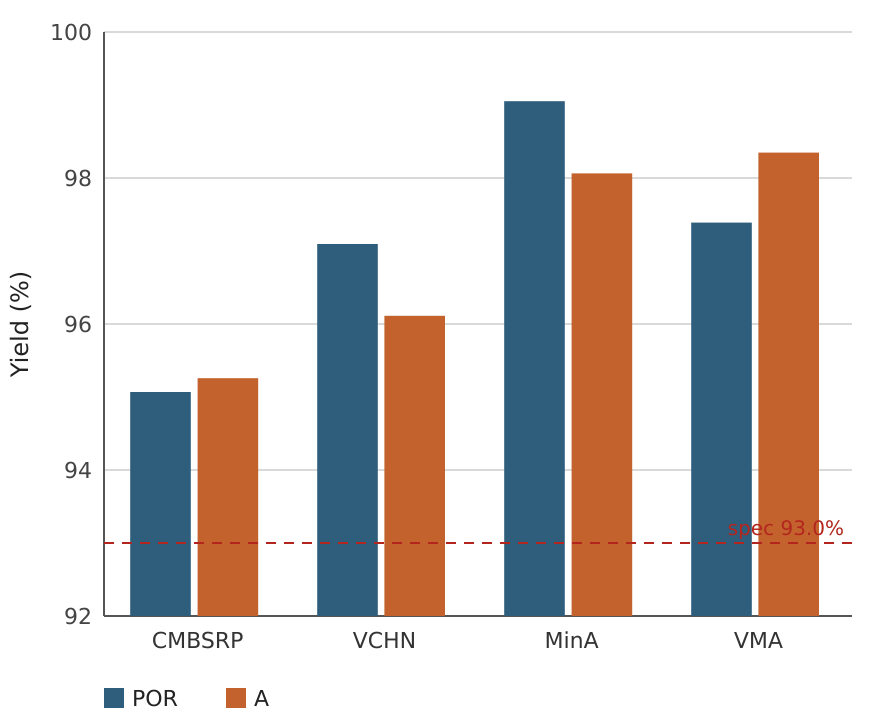 100
98
96
94
92
Yield (%)
spec 93.0%
CMBSRP VCHN MinA VMA
POR A